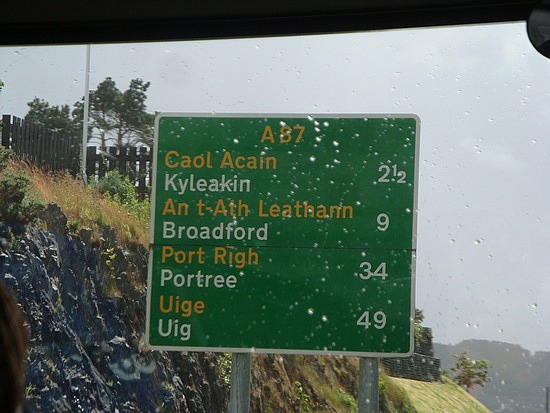 A87
Caol Acain
Kyleakin 2½
An t-Ath Leathann
Broadford 9
Port Righ
Portree 34
Uige
Uig 49